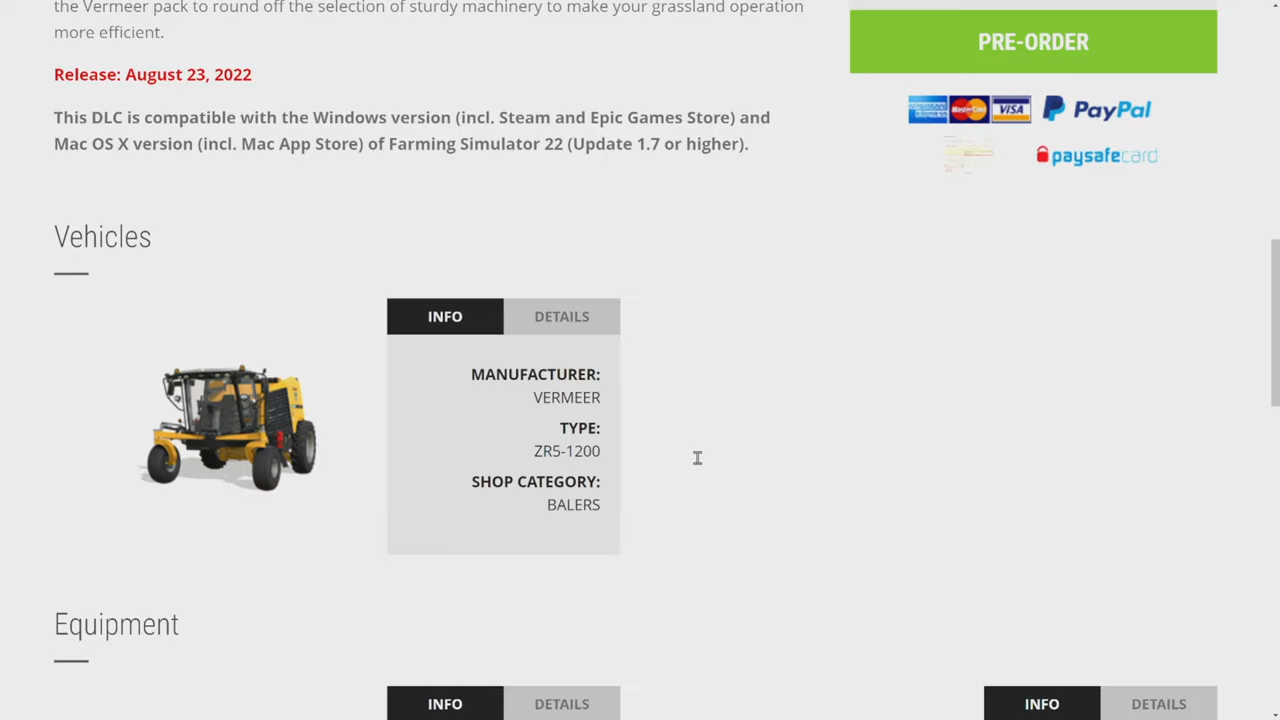 the Vermeer pack to round off the selection of sturdy machinery to make your grassland operation
more efficient.
Release: August 23, 2022
This DLC is compatible with the Windows version (incl. Steam and Epic Games Store) and
Mac OS X version (incl. Mac App Store) of Farming Simulator 22 (Update 1.7 or higher).
PRE-ORDER
AMERICAN EXPRESS MasterCard VISA PayPal
paysafecard
Vehicles
INFO DETAILS
MANUFACTURER:
VERMEER
TYPE:
ZR5-1200
SHOP CATEGORY:
BALERS
Equipment
INFO DETAILS INFO DETAILS